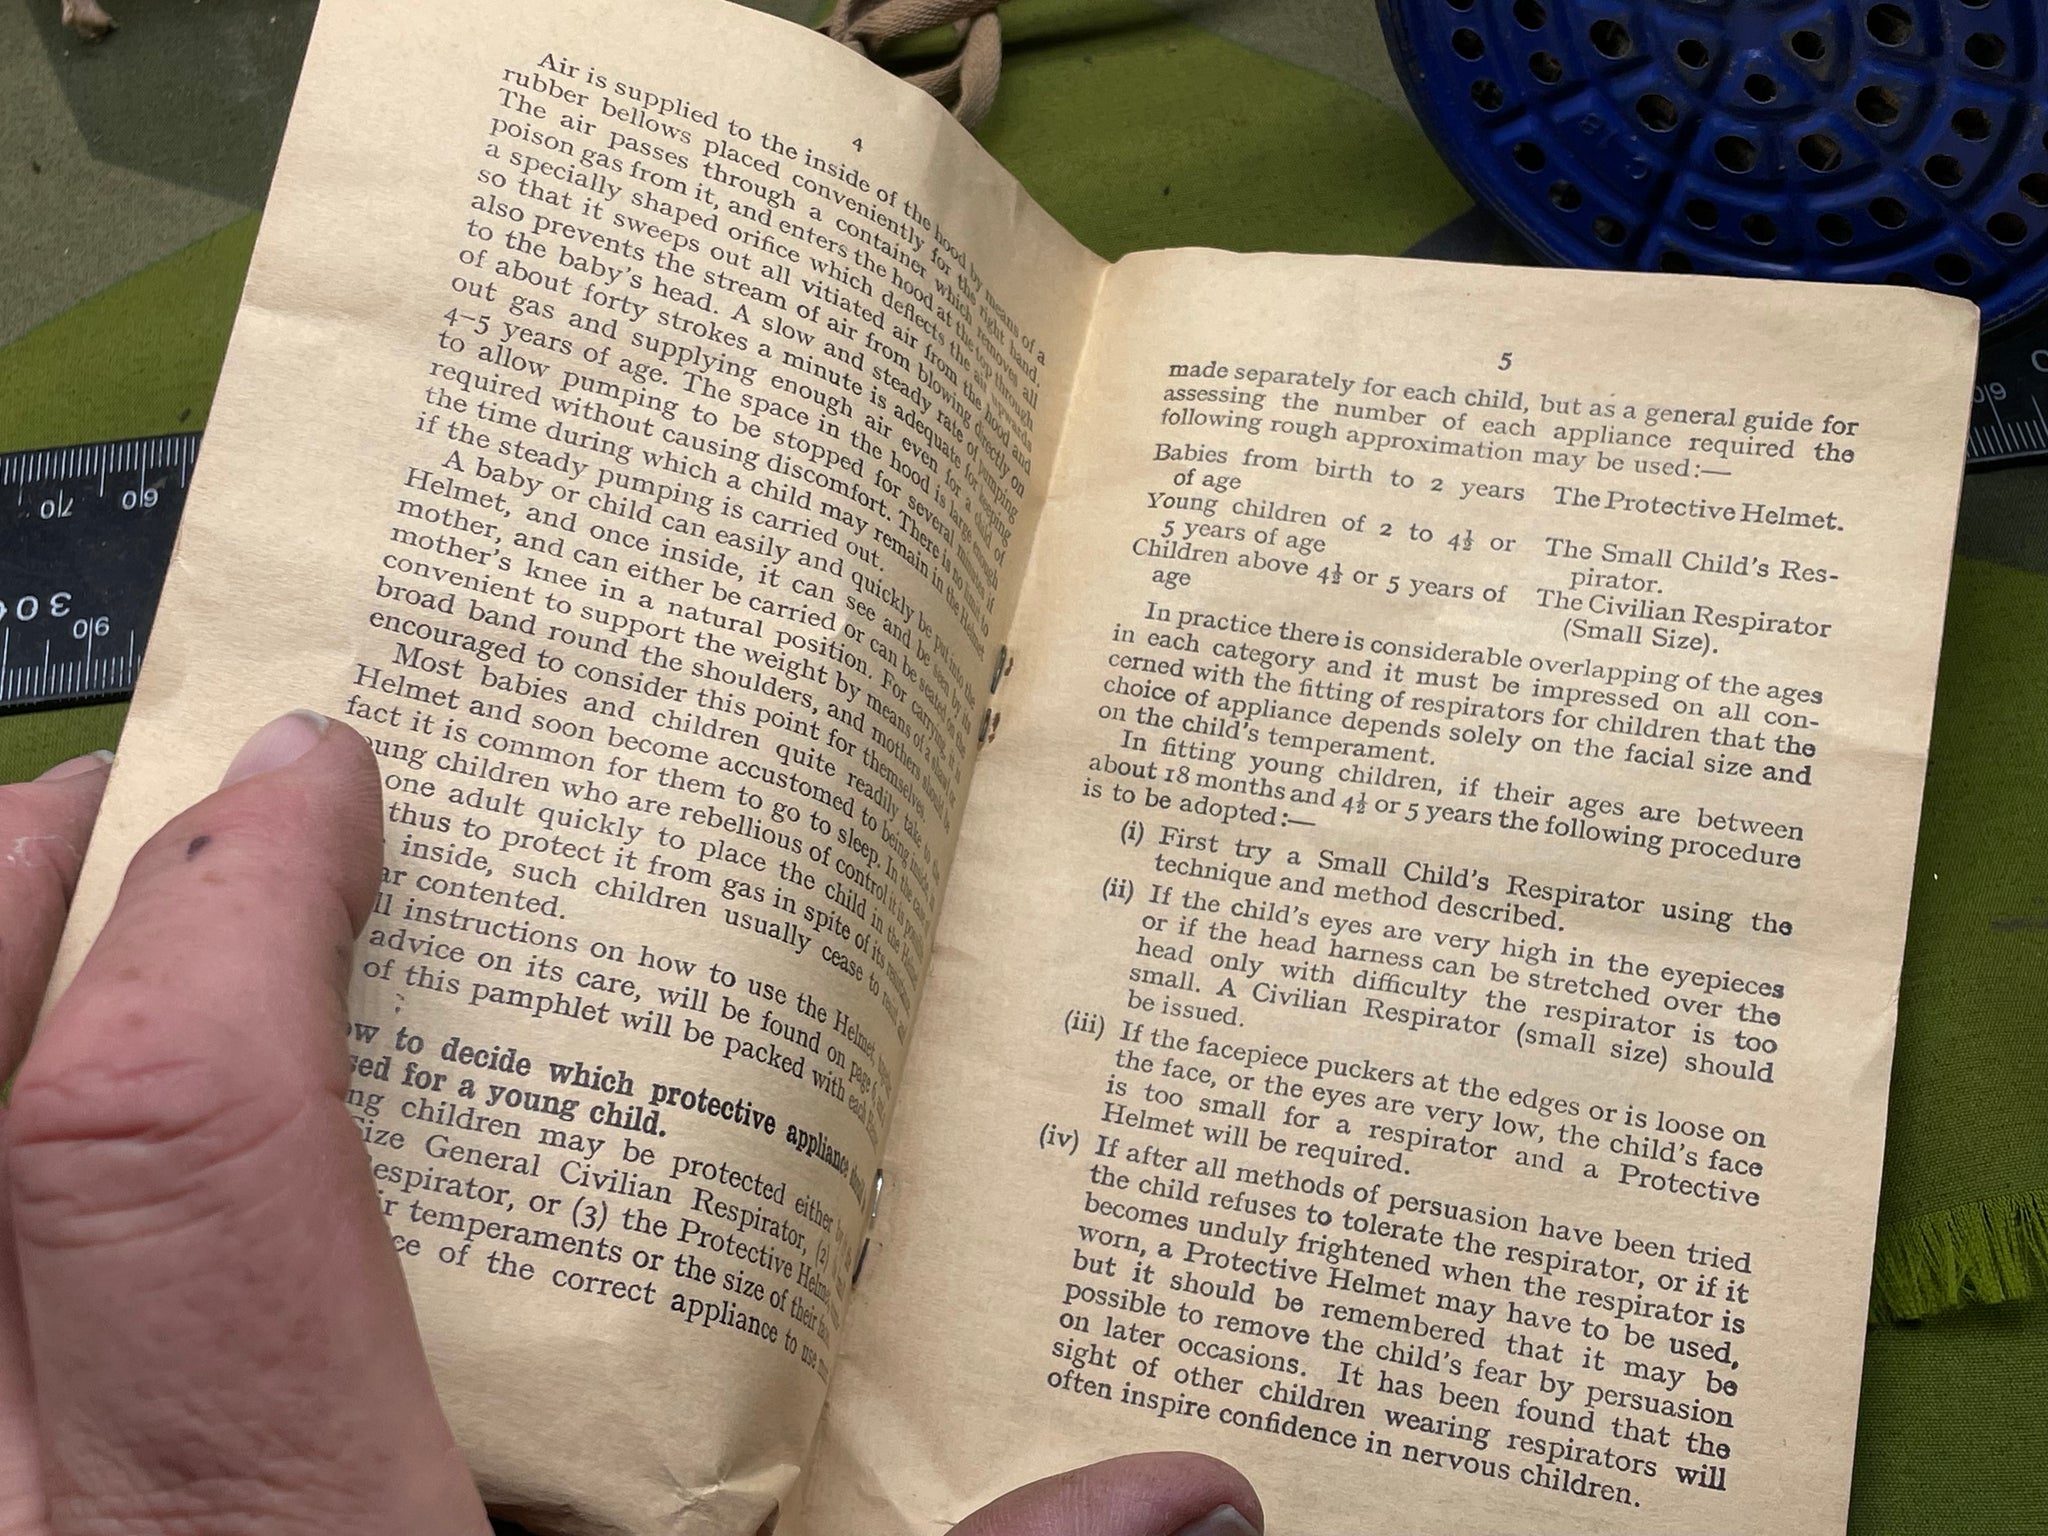 4
Air is supplied to the inside of the hood by means of a
rubber bellows placed conveniently for the right hand.
The air passes through a container which removes all
poison gas from it, and enters the hood at the top through
a specially shaped orifice which deflects the air upwards
so that it sweeps out all vitiated air from the hood and
also prevents the stream of air from blowing directly on
to the baby's head. A slow and steady rate of pumping
of about forty strokes a minute is adequate for keeping
out gas and supplying enough air even for a child of
4–5 years of age. The space in the hood is large enough
to allow pumping to be stopped for several minutes if
required without causing discomfort. There is no limit to
the time during which a child may remain in the Helmet
if the steady pumping is carried out.
A baby or child can easily and quickly be put into the
Helmet, and once inside, it can see and be seen by its
mother, and can either be carried or can be seated on the
mother's knee in a natural position. For carrying, it is
convenient to support the weight by means of a shawl or
broad band round the shoulders, and mothers should be
encouraged to consider this point for themselves.
Most babies and children quite readily take to the
Helmet and soon become accustomed to being inside, in
fact it is common for them to go to sleep. In the case of
young children who are rebellious of control it is possible
one adult quickly to place the child in the Helmet
thus to protect it from gas in spite of its resistance
inside, such children usually cease to resist
contented.
instructions on how to use the Helmet,
advice on its care, will be found on page 6
of this pamphlet will be packed with each
to decide which protective appliance
for a young child.
children may be protected either by
Size General Civilian Respirator, (2)
Respirator, or (3) the Protective Helmet
temperaments or the size of their
of the correct appliance to use
5
made separately for each child, but as a general guide for
assessing the number of each appliance required the
following rough approximation may be used:—
Babies from birth to 2 years The Protective Helmet.
of age
Young children of 2 to 4½ or The Small Child's Res-
5 years of age pirator.
Children above 4½ or 5 years of The Civilian Respirator
age (Small Size).
In practice there is considerable overlapping of the ages
in each category and it must be impressed on all con-
cerned with the fitting of respirators for children that the
choice of appliance depends solely on the facial size and
on the child's temperament.
In fitting young children, if their ages are between
about 18 months and 4½ or 5 years the following procedure
is to be adopted:—
(i) First try a Small Child's Respirator using the
technique and method described.
(ii) If the child's eyes are very high in the eyepieces
or if the head harness can be stretched over the
head only with difficulty the respirator is too
small. A Civilian Respirator (small size) should
be issued.
(iii) If the facepiece puckers at the edges or is loose on
the face, or the eyes are very low, the child's face
is too small for a respirator and a Protective
Helmet will be required.
(iv) If after all methods of persuasion have been tried
the child refuses to tolerate the respirator, or if it
becomes unduly frightened when the respirator is
worn, a Protective Helmet may have to be used,
but it should be remembered that it may be
possible to remove the child's fear by persuasion
on later occasions. It has been found that the
sight of other children wearing respirators will
often inspire confidence in nervous children.
70
60
30
90